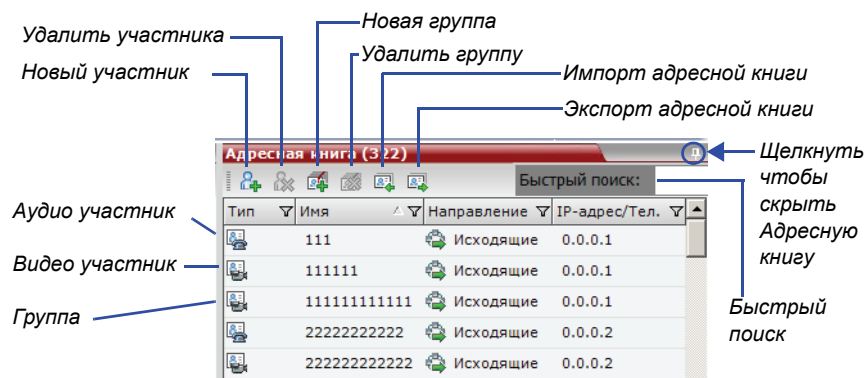 Новая группа
Удалить участника
Удалить группу
Новый участник
Импорт адресной книги
Экспорт адресной книги
Адресная книга (322)
Щелкнуть
чтобы
скрыть
Адресную
книгу
Быстрый поиск:
Аудио участник
Тип Имя Направление IP-адрес/Тел.
111 Исходящие 0.0.0.1
Видео участник
111111 Исходящие 0.0.0.1
Группа
111111111111 Исходящие 0.0.0.1
Быстрый
поиск
22222222222 Исходящие 0.0.0.2
222222222222 Исходящие 0.0.0.2